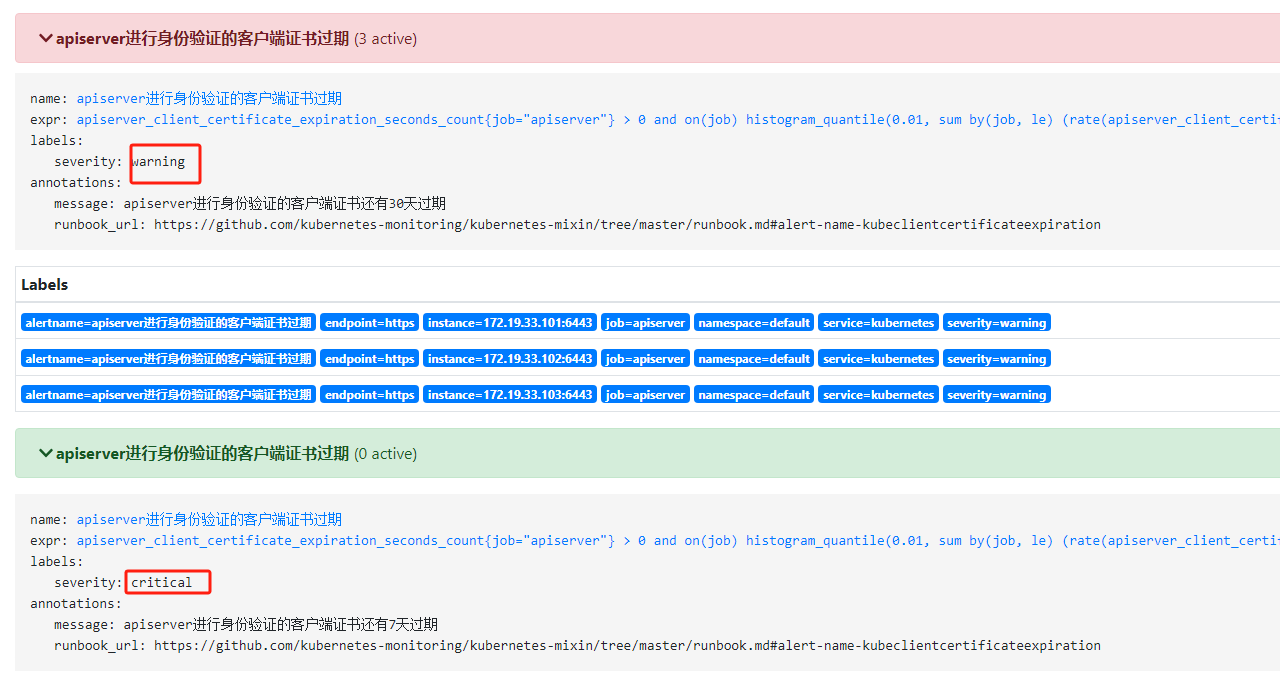 apiserver进行身份验证的客户端证书过期 (3 active)
name: apiserver进行身份验证的客户端证书过期
expr: apiserver_client_certificate_expiration_seconds_count{job="apiserver"} > 0 and on(job) histogram_quantile(0.01, sum by(job, le) (rate(apiserver_client_certi
labels:
severity: warning
annotations:
message: apiserver进行身份验证的客户端证书还有30天过期
runbook_url: https://github.com/kubernetes-monitoring/kubernetes-mixin/tree/master/runbook.md#alert-name-kubeclientcertificateexpiration
Labels
alertname=apiserver进行身份验证的客户端证书过期 endpoint=https instance=172.19.33.101:6443 job=apiserver namespace=default service=kubernetes severity=warning
alertname=apiserver进行身份验证的客户端证书过期 endpoint=https instance=172.19.33.102:6443 job=apiserver namespace=default service=kubernetes severity=warning
alertname=apiserver进行身份验证的客户端证书过期 endpoint=https instance=172.19.33.103:6443 job=apiserver namespace=default service=kubernetes severity=warning
apiserver进行身份验证的客户端证书过期 (0 active)
name: apiserver进行身份验证的客户端证书过期
expr: apiserver_client_certificate_expiration_seconds_count{job="apiserver"} > 0 and on(job) histogram_quantile(0.01, sum by(job, le) (rate(apiserver_client_certi
labels:
severity: critical
annotations:
message: apiserver进行身份验证的客户端证书还有7天过期
runbook_url: https://github.com/kubernetes-monitoring/kubernetes-mixin/tree/master/runbook.md#alert-name-kubeclientcertificateexpiration